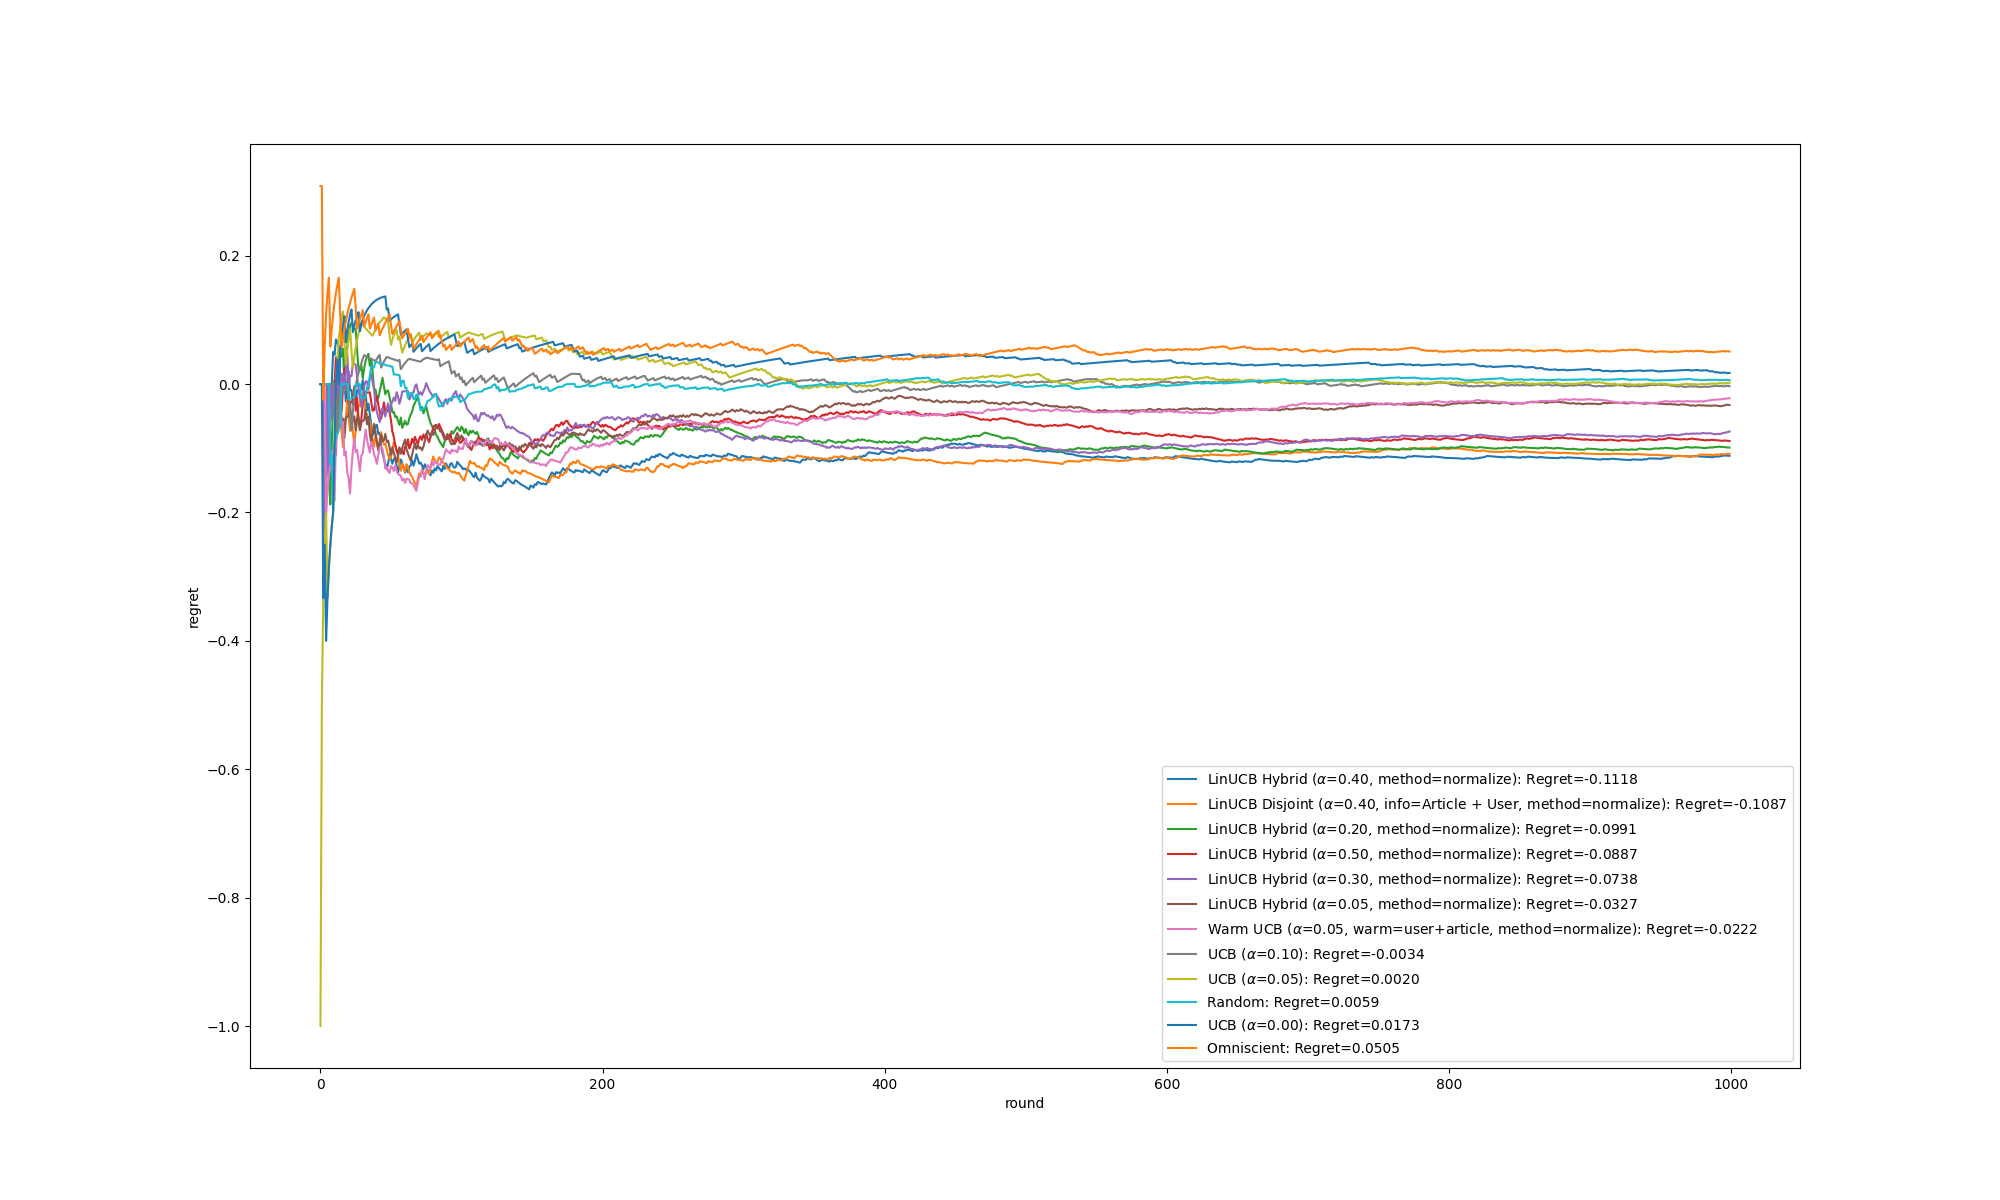 0.2
0.0
−0.2
−0.4
−0.6
−0.8
−1.0
regret
0
200
400
600
800
1000
round
LinUCB Hybrid (α=0.40, method=normalize): Regret=-0.1118
LinUCB Disjoint (α=0.40, info=Article + User, method=normalize): Regret=-0.1087
LinUCB Hybrid (α=0.20, method=normalize): Regret=-0.0991
LinUCB Hybrid (α=0.50, method=normalize): Regret=-0.0887
LinUCB Hybrid (α=0.30, method=normalize): Regret=-0.0738
LinUCB Hybrid (α=0.05, method=normalize): Regret=-0.0327
Warm UCB (α=0.05, warm=user+article, method=normalize): Regret=-0.0222
UCB (α=0.10): Regret=-0.0034
UCB (α=0.05): Regret=0.0020
Random: Regret=0.0059
UCB (α=0.00): Regret=0.0173
Omniscient: Regret=0.0505